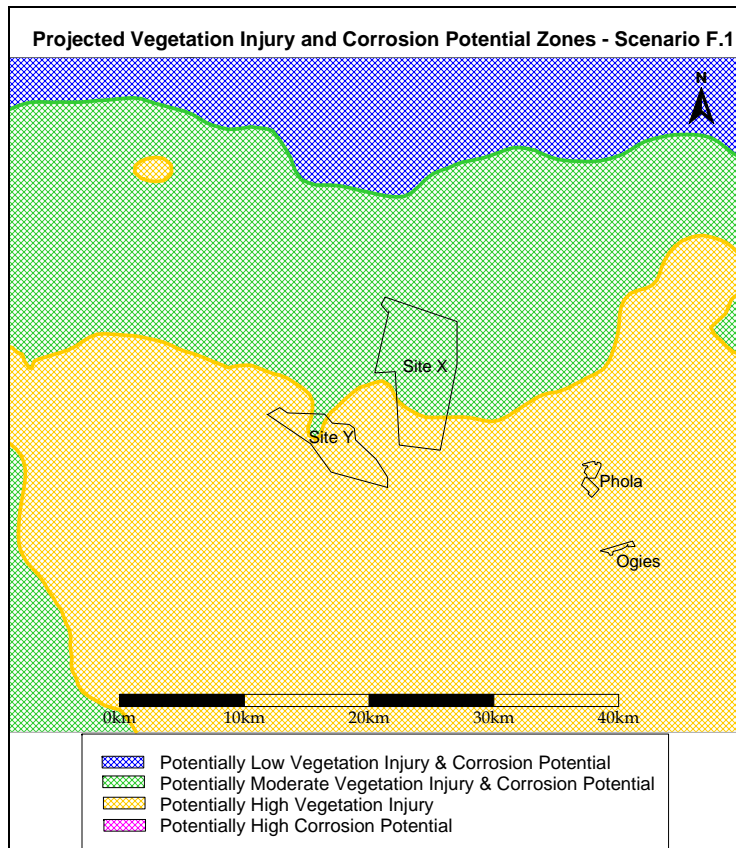 Projected Vegetation Injury and Corrosion Potential Zones - Scenario F.1
N
Site X
Site Y
Phola
Ogies
0km 10km 20km 30km 40km
Potentially Low Vegetation Injury & Corrosion Potential
Potentially Moderate Vegetation Injury & Corrosion Potential
Potentially High Vegetation Injury
Potentially High Corrosion Potential